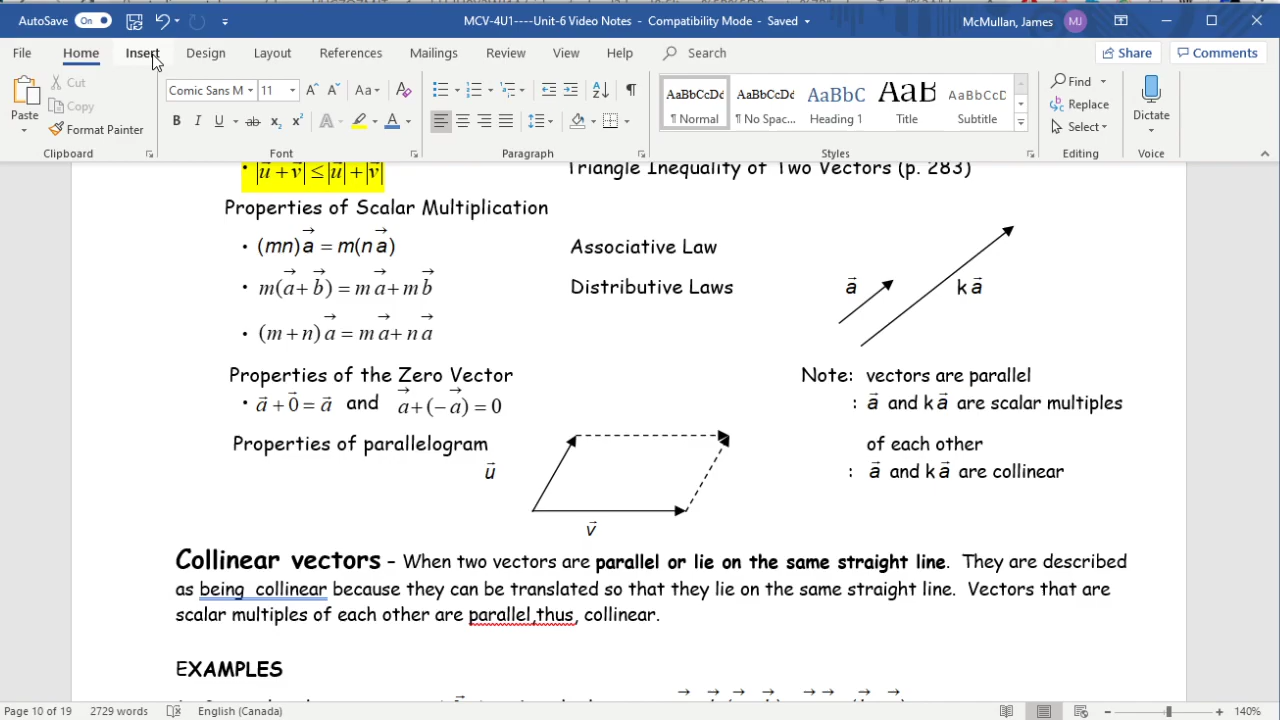 AutoSave On MCV-4U1----Unit-6 Video Notes - Compatibility Mode - Saved McMullan, James MJ
File Home Insert Design Layout References Mailings Review View Help Search Share Comments
Paste Cut Copy Format Painter Clipboard
Comic Sans M 11 Aa A B I U ab x₂ x² A A Font
Paragraph
AaBbCcDd ¶ Normal AaBbCcDd ¶ No Spac... AaBbC Heading 1 AaB Title AaBbCcD Subtitle Styles
Find Replace Select Editing
Dictate Voice
• |u⃗ + v⃗| ≤ |u⃗| + |v⃗| Triangle Inequality of Two Vectors (p. 283)
Properties of Scalar Multiplication
• (mn)a⃗ = m(n a⃗) Associative Law
• m(a⃗ + b⃗) = m a⃗ + m b⃗ Distributive Laws a⃗ k a⃗
• (m + n) a⃗ = m a⃗ + n a⃗
Properties of the Zero Vector Note: vectors are parallel
• a⃗ + 0⃗ = a⃗ and a⃗ + (− a⃗) = 0 : a⃗ and k a⃗ are scalar multiples
Properties of parallelogram of each other
u⃗ : a⃗ and k a⃗ are collinear
v⃗
Collinear vectors – When two vectors are parallel or lie on the same straight line. They are described
as being collinear because they can be translated so that they lie on the same straight line. Vectors that are
scalar multiples of each other are parallel,thus, collinear.
EXAMPLES
Page 10 of 19 2729 words English (Canada) 140%